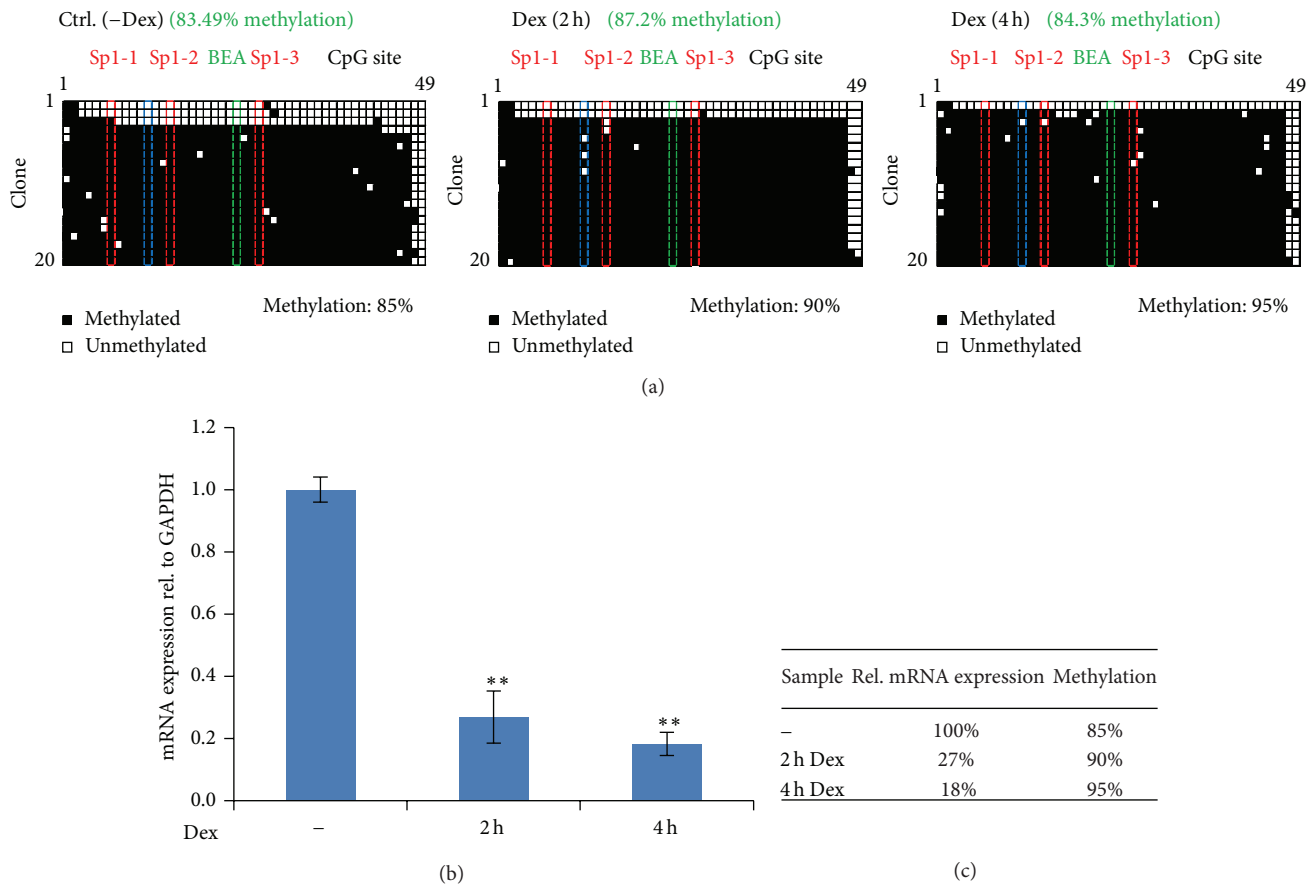 Ctrl. (−Dex) (83.49% methylation)
Sp1-1 Sp1-2 BEA Sp1-3 CpG site
1 49
1
Clone
20
Methylation: 85%
Methylated
Unmethylated
Dex (2 h) (87.2% methylation)
Sp1-1 Sp1-2 BEA Sp1-3 CpG site
1 49
1
Clone
20
Methylation: 90%
Methylated
Unmethylated
Dex (4 h) (84.3% methylation)
Sp1-1 Sp1-2 BEA Sp1-3 CpG site
1 49
1
Clone
20
Methylation: 95%
Methylated
Unmethylated
(a)
mRNA expression rel. to GAPDH
1.2
1.0
0.8
0.6
0.4
0.2
0.0
**
**
Dex − 2 h 4 h
(b)
Sample Rel. mRNA expression Methylation
− 100% 85%
2 h Dex 27% 90%
4 h Dex 18% 95%
(c)